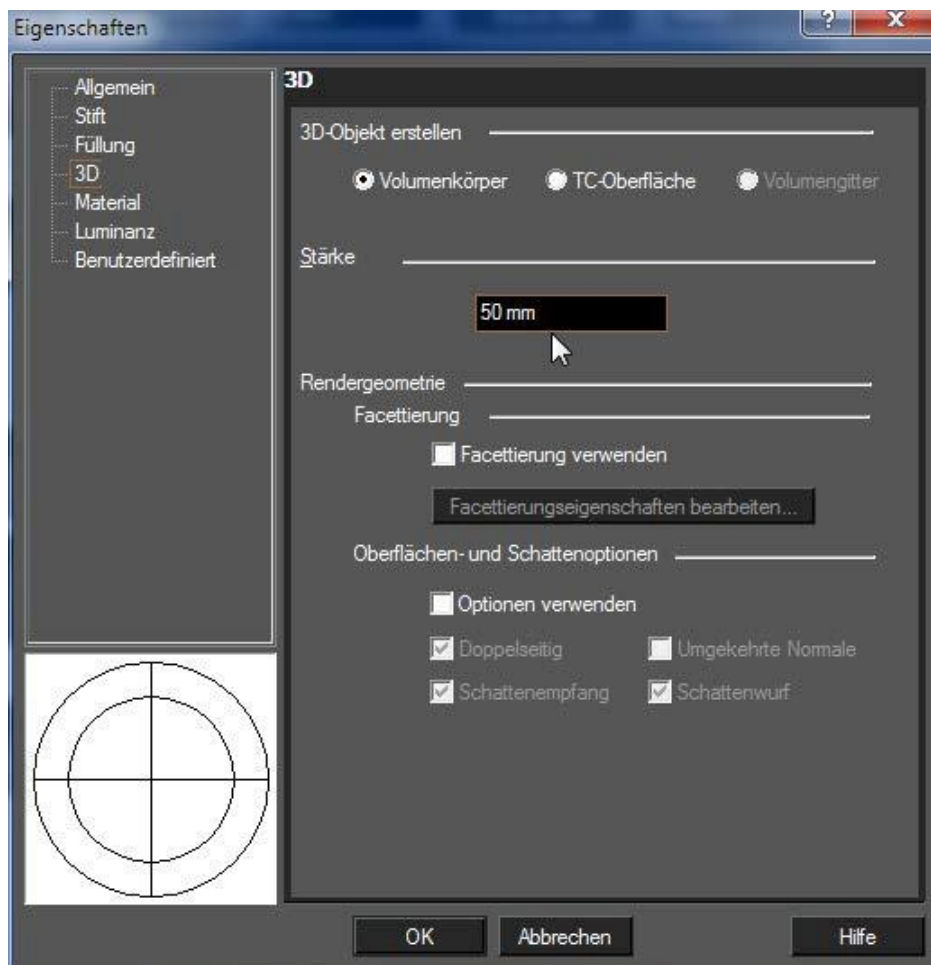 Eigenschaften
?
X
Allgemein
Stift
Füllung
3D
Material
Luminanz
Benutzerdefiniert
3D
3D-Objekt erstellen
Volumenkörper TC-Oberfläche Volumengitter
Stärke
50 mm
Rendergeometrie
Facettierung
Facettierung verwenden
Facettierungseigenschaften bearbeiten...
Oberflächen- und Schattenoptionen
Optionen verwenden
Doppelseitig Umgekehrte Normale
Schattenempfang Schattenwurf
OK Abbrechen Hilfe